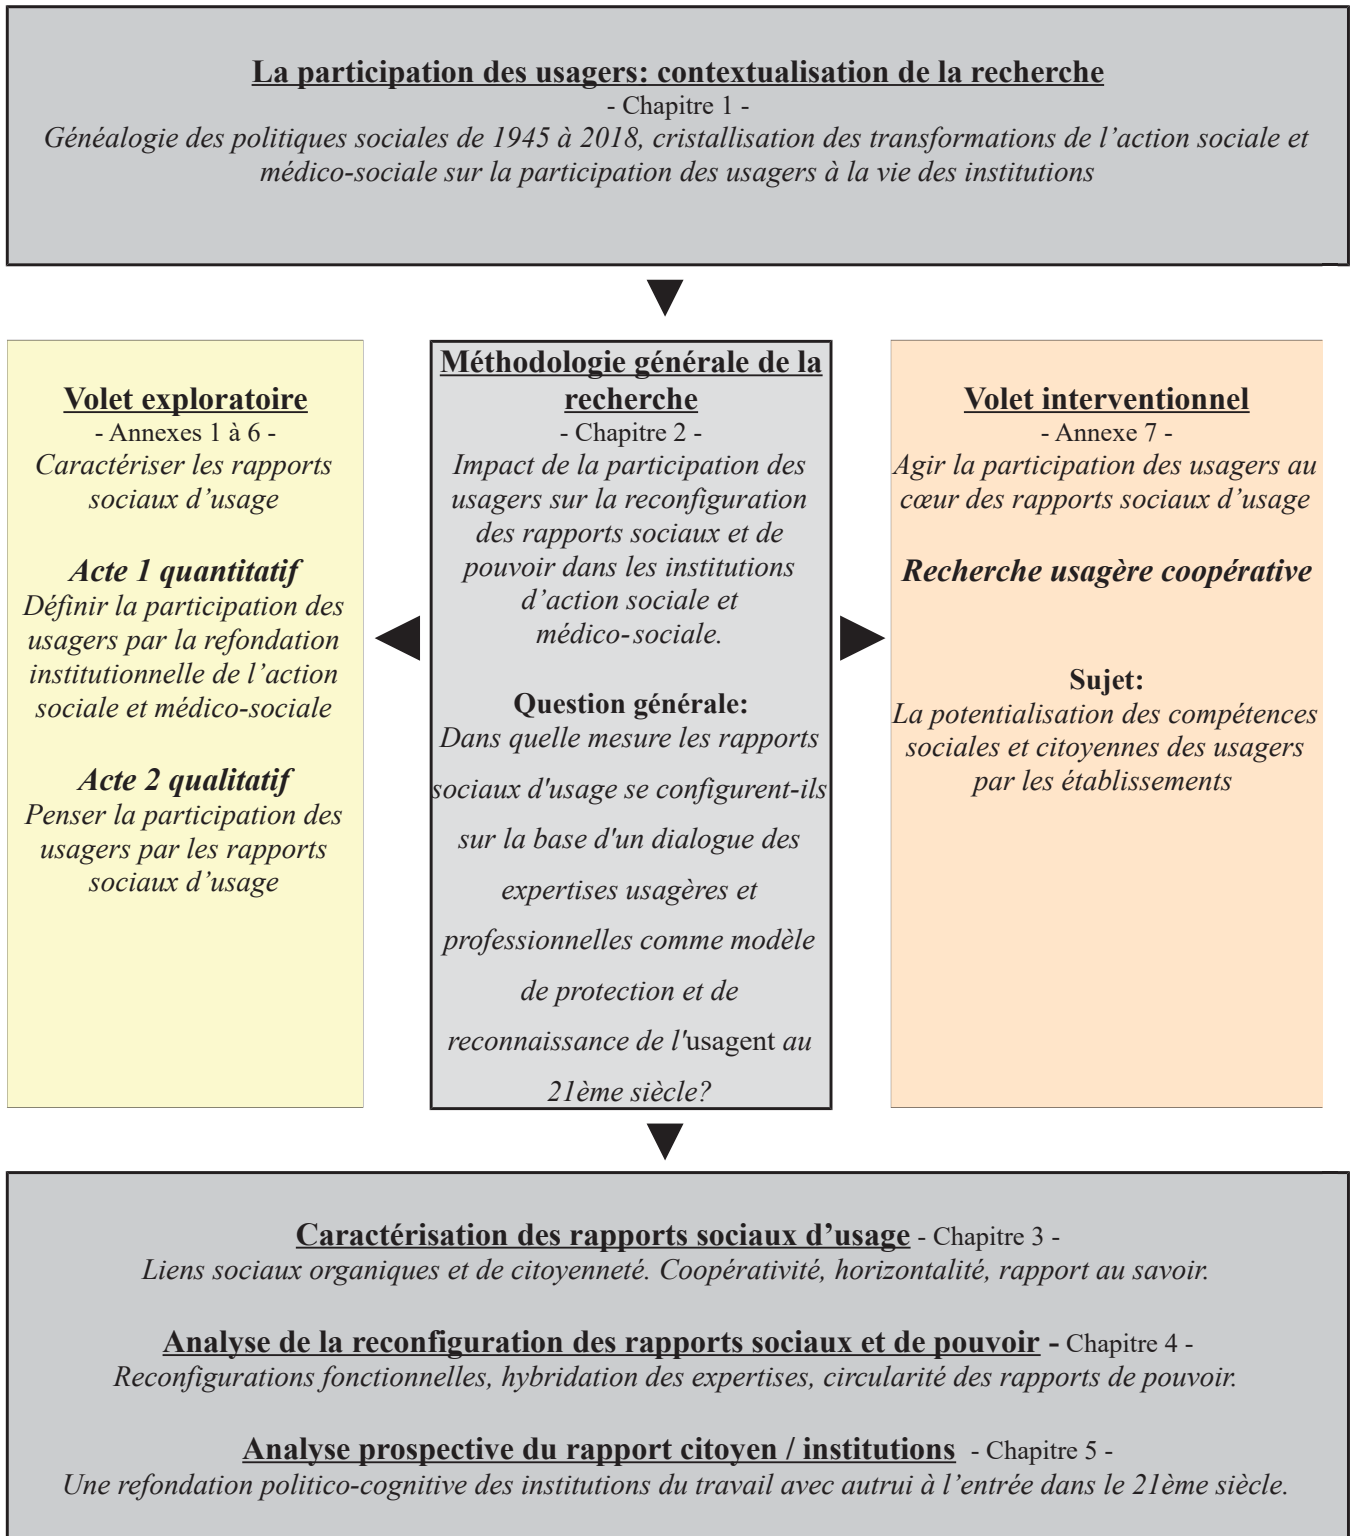 La participation des usagers: contextualisation de la recherche
- Chapitre 1 -
Généalogie des politiques sociales de 1945 à 2018, cristallisation des transformations de l’action sociale et
médico-sociale sur la participation des usagers à la vie des institutions
Volet exploratoire
- Annexes 1 à 6 -
Caractériser les rapports
sociaux d’usage
Acte 1 quantitatif
Définir la participation des
usagers par la refondation
institutionnelle de l’action
sociale et médico-sociale
Acte 2 qualitatif
Penser la participation des
usagers par les rapports
sociaux d’usage
Méthodologie générale de la
recherche
- Chapitre 2 -
Impact de la participation des
usagers sur la reconfiguration
des rapports sociaux et de
pouvoir dans les institutions
d’action sociale et
médico-sociale.
Question générale:
Dans quelle mesure les rapports
sociaux d'usage se configurent-ils
sur la base d'un dialogue des
expertises usagères et
professionnelles comme modèle
de protection et de
reconnaissance de l'usagent au
21ème siècle?
Volet interventionnel
- Annexe 7 -
Agir la participation des usagers au
cœur des rapports sociaux d’usage
Recherche usagère coopérative
Sujet:
La potentialisation des compétences
sociales et citoyennes des usagers
par les établissements
Caractérisation des rapports sociaux d’usage - Chapitre 3 -
Liens sociaux organiques et de citoyenneté. Coopérativité, horizontalité, rapport au savoir.
Analyse de la reconfiguration des rapports sociaux et de pouvoir - Chapitre 4 -
Reconfigurations fonctionnelles, hybridation des expertises, circularité des rapports de pouvoir.
Analyse prospective du rapport citoyen / institutions - Chapitre 5 -
Une refondation politico-cognitive des institutions du travail avec autrui à l’entrée dans le 21ème siècle.